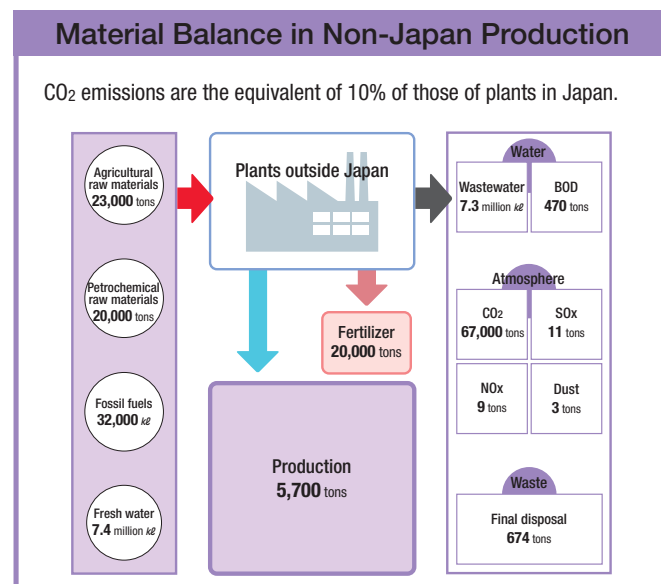 Material Balance in Non-Japan Production
CO₂ emissions are the equivalent of 10% of those of plants in Japan.
Agricultural
raw materials
23,000 tons
Petrochemical
raw materials
20,000 tons
Fossil fuels
32,000 kℓ
Fresh water
7.4 million kℓ
Plants outside Japan
Fertilizer
20,000 tons
Production
5,700 tons
Water
Wastewater
7.3 million kℓ
BOD
470 tons
Atmosphere
CO₂
67,000 tons
SOx
11 tons
NOx
9 tons
Dust
3 tons
Waste
Final disposal
674 tons